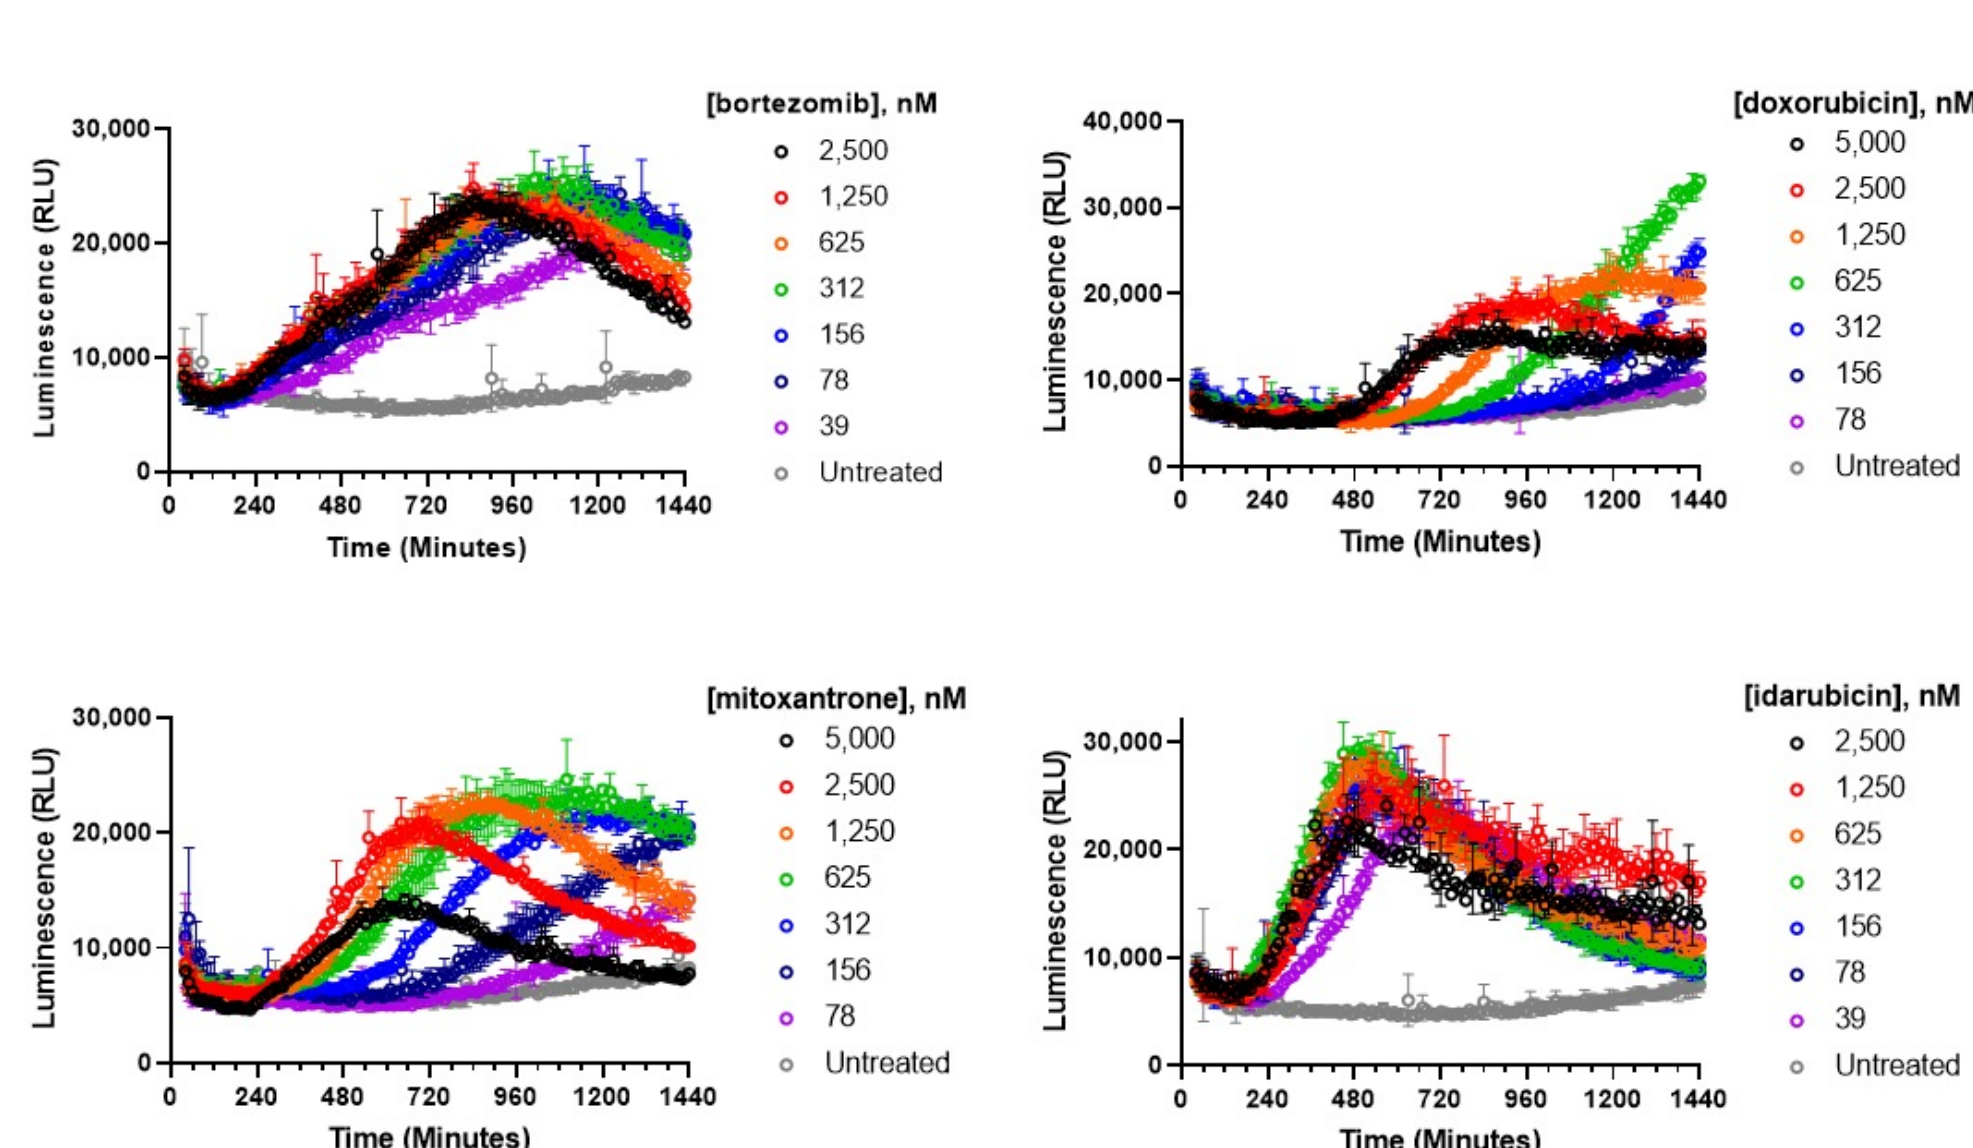 [bortezomib], nM
30,000
20,000
10,000
0
Luminescence (RLU)
0 240 480 720 960 1200 1440
Time (Minutes)
2,500
1,250
625
312
156
78
39
Untreated
[doxorubicin], nM
40,000
30,000
20,000
10,000
0
Luminescence (RLU)
0 240 480 720 960 1200 1440
Time (Minutes)
5,000
2,500
1,250
625
312
156
78
Untreated
[mitoxantrone], nM
30,000
20,000
10,000
0
Luminescence (RLU)
0 240 480 720 960 1200 1440
Time (Minutes)
5,000
2,500
1,250
625
312
156
78
Untreated
[idarubicin], nM
30,000
20,000
10,000
0
Luminescence (RLU)
0 240 480 720 960 1200 1440
Time (Minutes)
2,500
1,250
625
312
156
78
39
Untreated